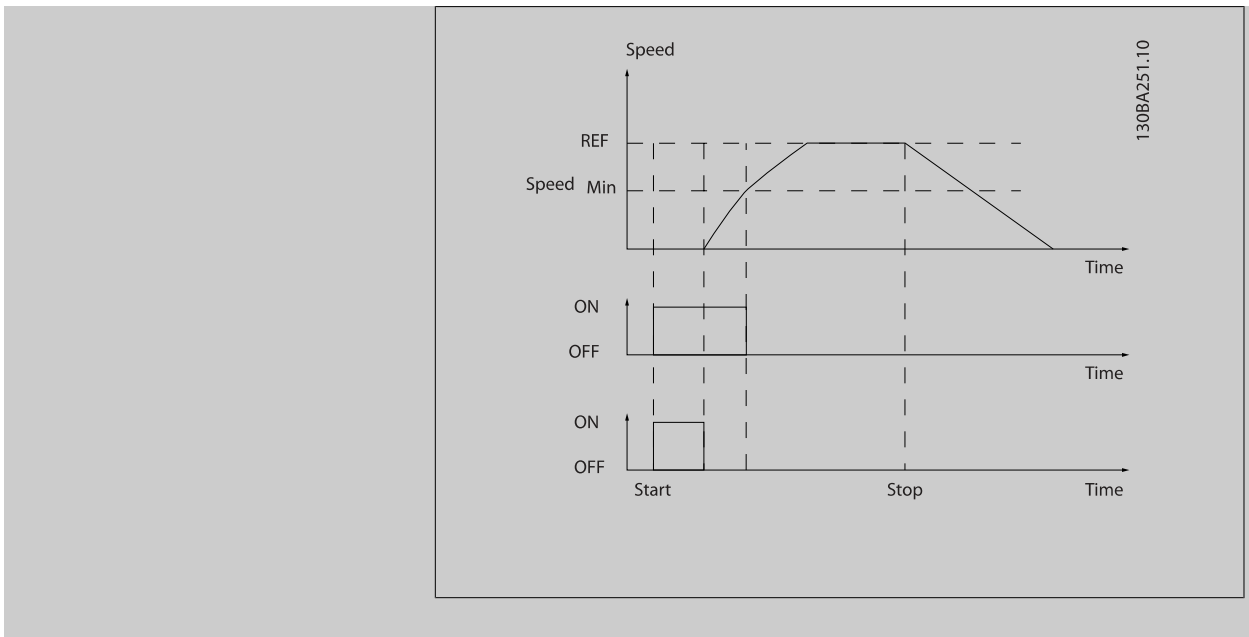 Speed
130BA251.10
REF
Speed Min
Time
ON
OFF
Time
ON
OFF
Start Stop Time